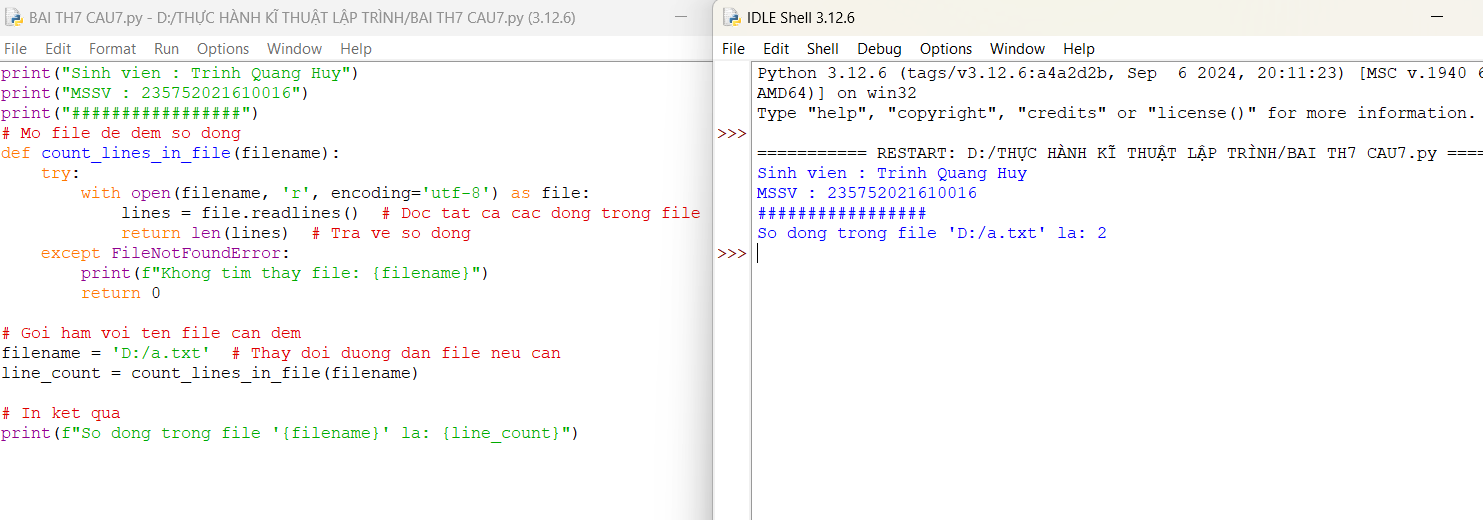 BAI TH7 CAU7.py - D:/THỰC HÀNH KĨ THUẬT LẬP TRÌNH/BAI TH7 CAU7.py (3.12.6)
File Edit Format Run Options Window Help
print("Sinh vien : Trinh Quang Huy")
print("MSSV : 235752021610016")
print("#################")
# Mo file de dem so dong
def count_lines_in_file(filename):
    try:
        with open(filename, 'r', encoding='utf-8') as file:
            lines = file.readlines()  # Doc tat ca cac dong trong file
            return len(lines)  # Tra ve so dong
    except FileNotFoundError:
        print(f"Khong tim thay file: {filename}")
        return 0
# Goi ham voi ten file can dem
filename = 'D:/a.txt'  # Thay doi duong dan file neu can
line_count = count_lines_in_file(filename)
# In ket qua
print(f"So dong trong file '{filename}' la: {line_count}")
IDLE Shell 3.12.6
File Edit Shell Debug Options Window Help
Python 3.12.6 (tags/v3.12.6:a4a2d2b, Sep  6 2024, 20:11:23) [MSC v.1940 6
AMD64)] on win32
Type "help", "copyright", "credits" or "license()" for more information.
>>>
=========== RESTART: D:/THỰC HÀNH KĨ THUẬT LẬP TRÌNH/BAI TH7 CAU7.py ====
Sinh vien : Trinh Quang Huy
MSSV : 235752021610016
#################
So dong trong file 'D:/a.txt' la: 2
>>>